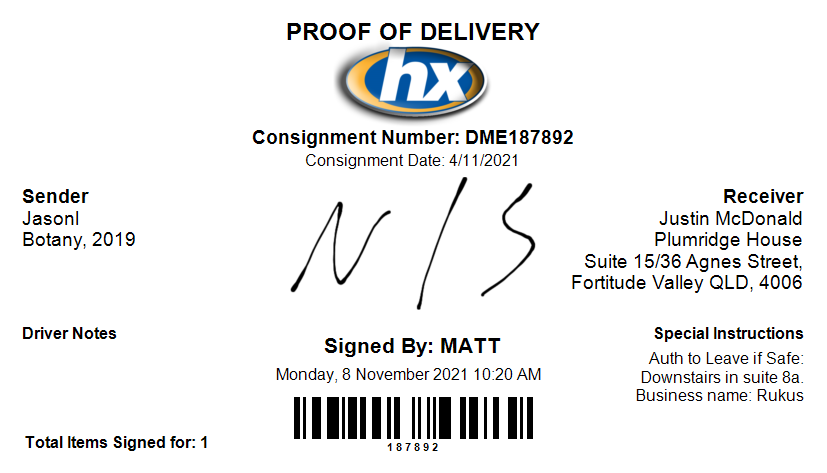 PROOF OF DELIVERY
hx
Consignment Number: DME187892
Consignment Date: 4/11/2021
Sender
JasonI
Botany, 2019
N/S
Receiver
Justin McDonald
Plumridge House
Suite 15/36 Agnes Street,
Fortitude Valley QLD, 4006
Driver Notes
Signed By: MATT
Monday, 8 November 2021 10:20 AM
187892
Special Instructions
Auth to Leave if Safe:
Downstairs in suite 8a.
Business name: Rukus
Total Items Signed for: 1